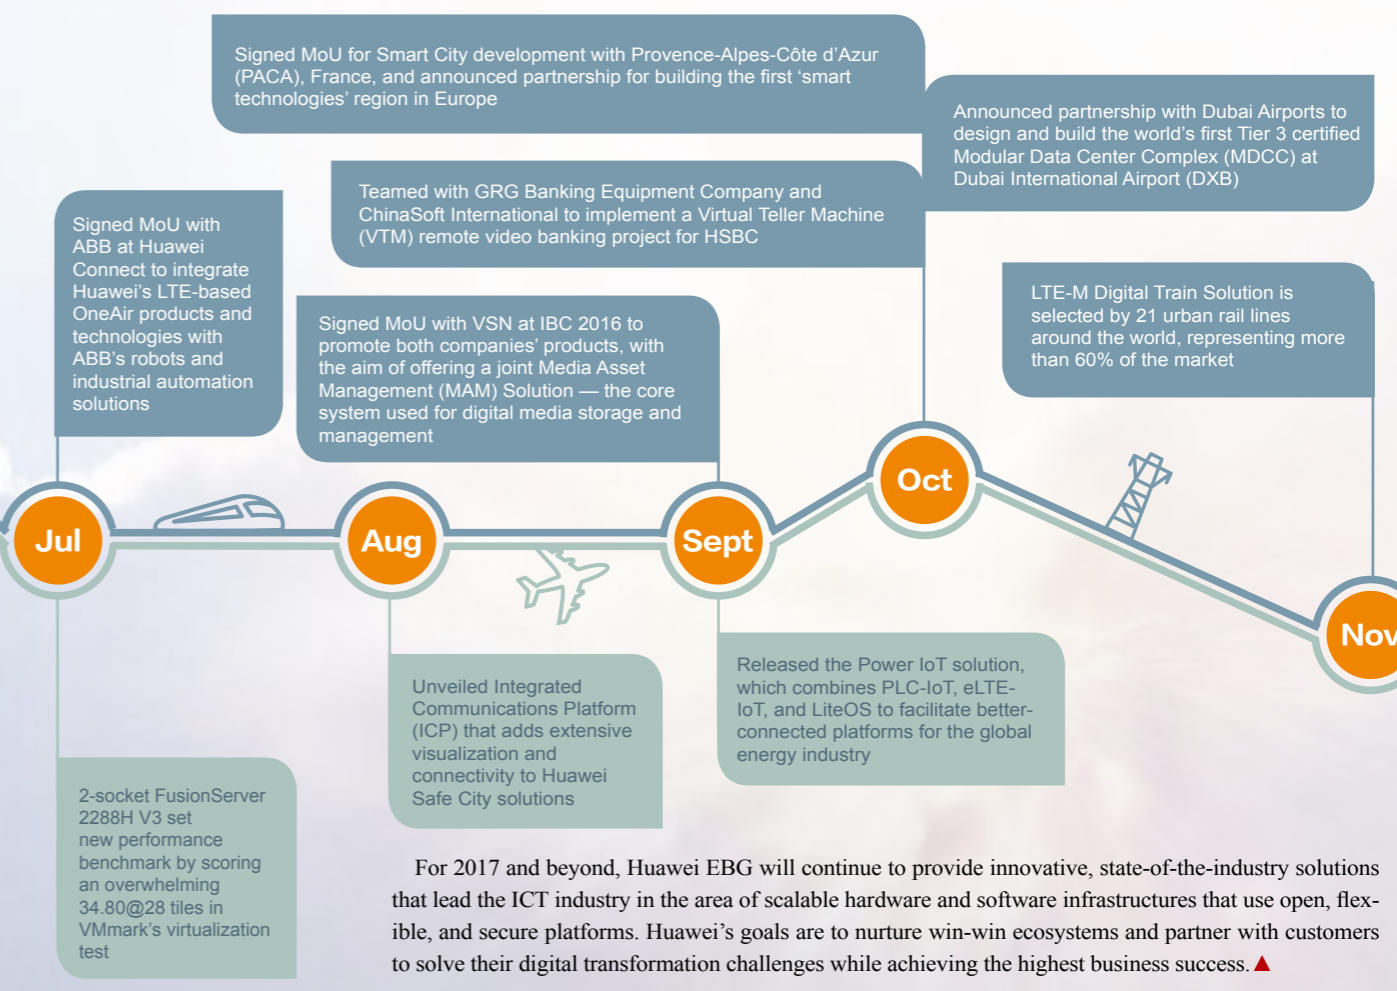 Signed MoU for Smart City development with Provence-Alpes-Côte d’Azur
(PACA), France, and announced partnership for building the first ‘smart
technologies’ region in Europe
Announced partnership with Dubai Airports to
design and build the world’s first Tier 3 certified
Modular Data Center Complex (MDCC) at
Dubai International Airport (DXB)
Teamed with GRG Banking Equipment Company and
ChinaSoft International to implement a Virtual Teller Machine
(VTM) remote video banking project for HSBC
Signed MoU with
ABB at Huawei
Connect to integrate
Huawei’s LTE-based
OneAir products and
technologies with
ABB’s robots and
industrial automation
solutions
Signed MoU with VSN at IBC 2016 to
promote both companies’ products, with
the aim of offering a joint Media Asset
Management (MAM) Solution — the core
system used for digital media storage and
management
LTE-M Digital Train Solution is
selected by 21 urban rail lines
around the world, representing more
than 60% of the market
Jul
Aug
Sept
Oct
Nov
2-socket FusionServer
2288H V3 set
new performance
benchmark by scoring
an overwhelming
34.80@28 tiles in
VMmark’s virtualization
test
Unveiled Integrated
Communications Platform
(ICP) that adds extensive
visualization and
connectivity to Huawei
Safe City solutions
Released the Power IoT solution,
which combines PLC-IoT, eLTE-
IoT, and LiteOS to facilitate better-
connected platforms for the global
energy industry
For 2017 and beyond, Huawei EBG will continue to provide innovative, state-of-the-industry solutions
that lead the ICT industry in the area of scalable hardware and software infrastructures that use open, flex-
ible, and secure platforms. Huawei’s goals are to nurture win-win ecosystems and partner with customers
to solve their digital transformation challenges while achieving the highest business success.▲